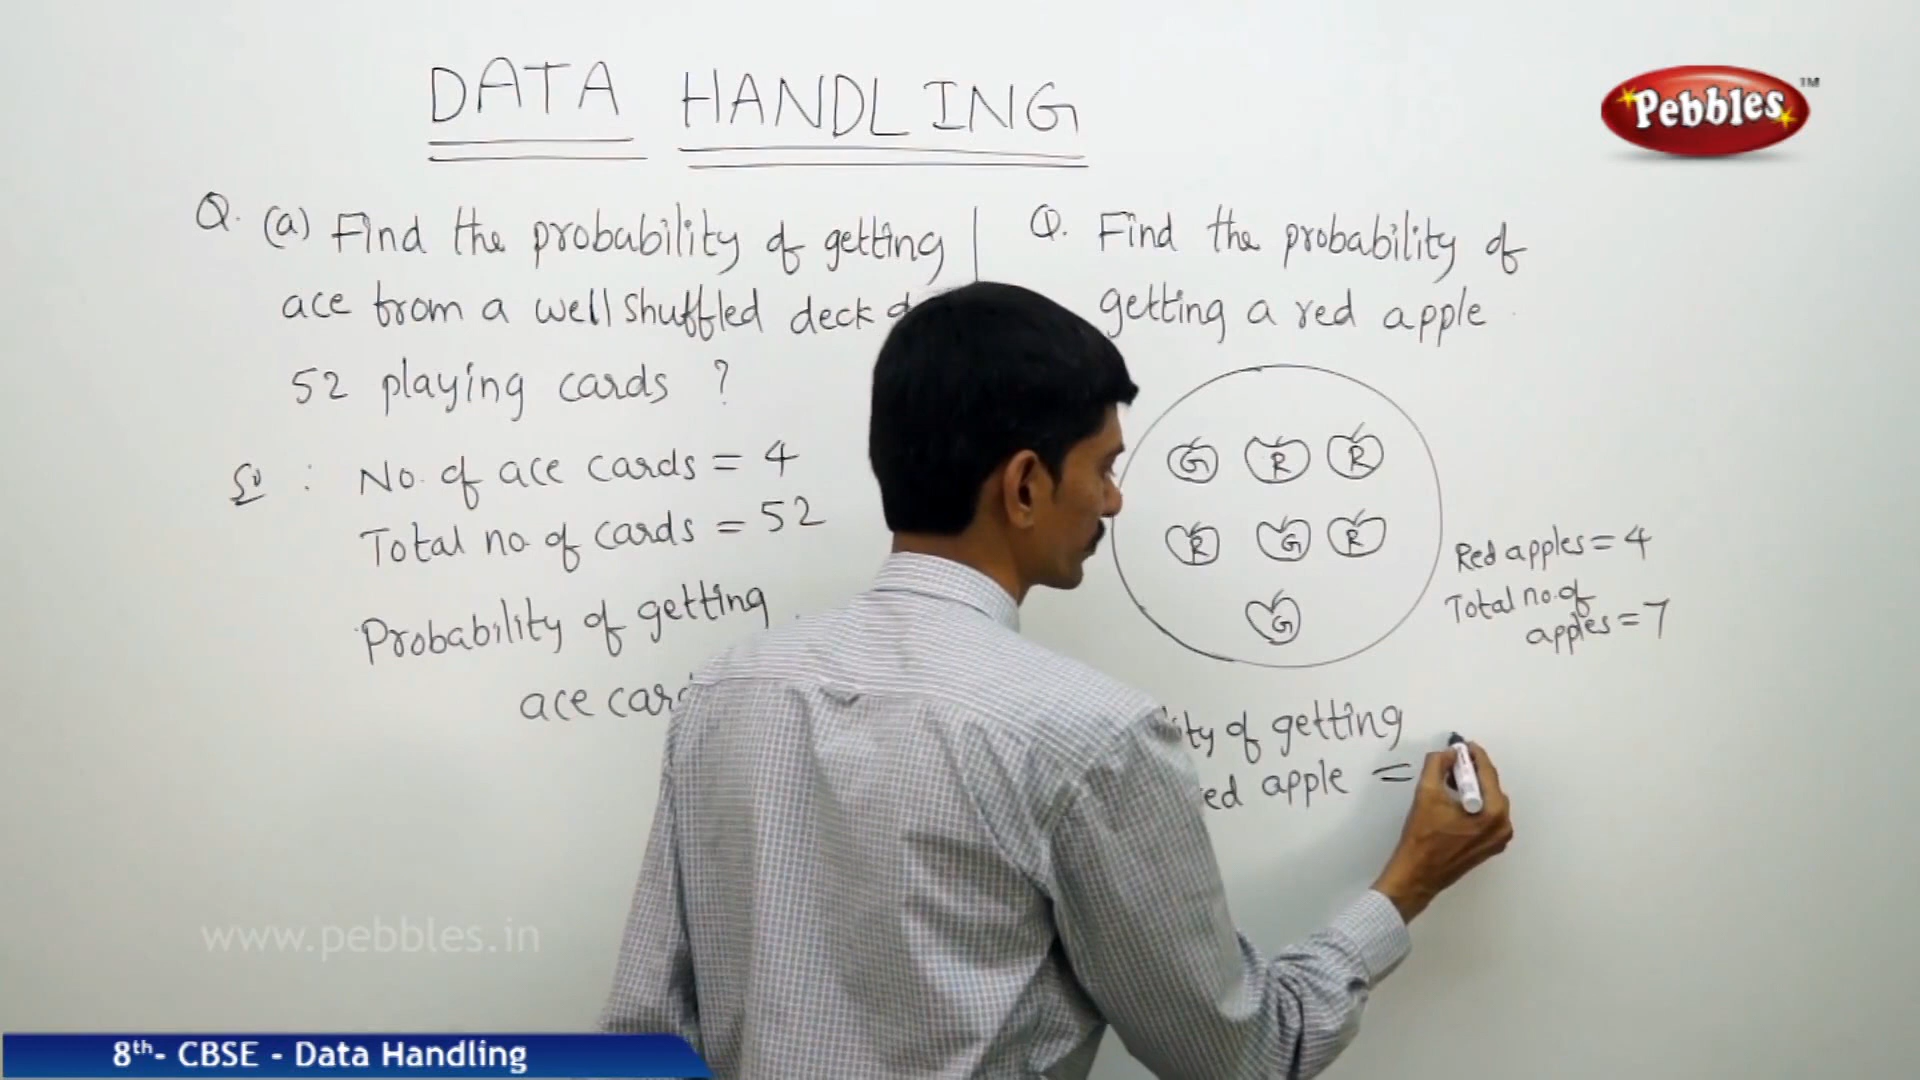 DATA HANDLING
Pebbles™
Q. (a) Find the probability of getting
ace from a well shuffled deck
52 playing cards ?
: No. of ace cards = 4
Total no of cards = 52
Probability of getting
ace
Q. Find the probability of
getting a red apple
G R R
R G R
G
Red apples = 4
Total no. of
apples = 7
of getting
apple =
www.pebbles.in
8th- CBSE - Data Handling